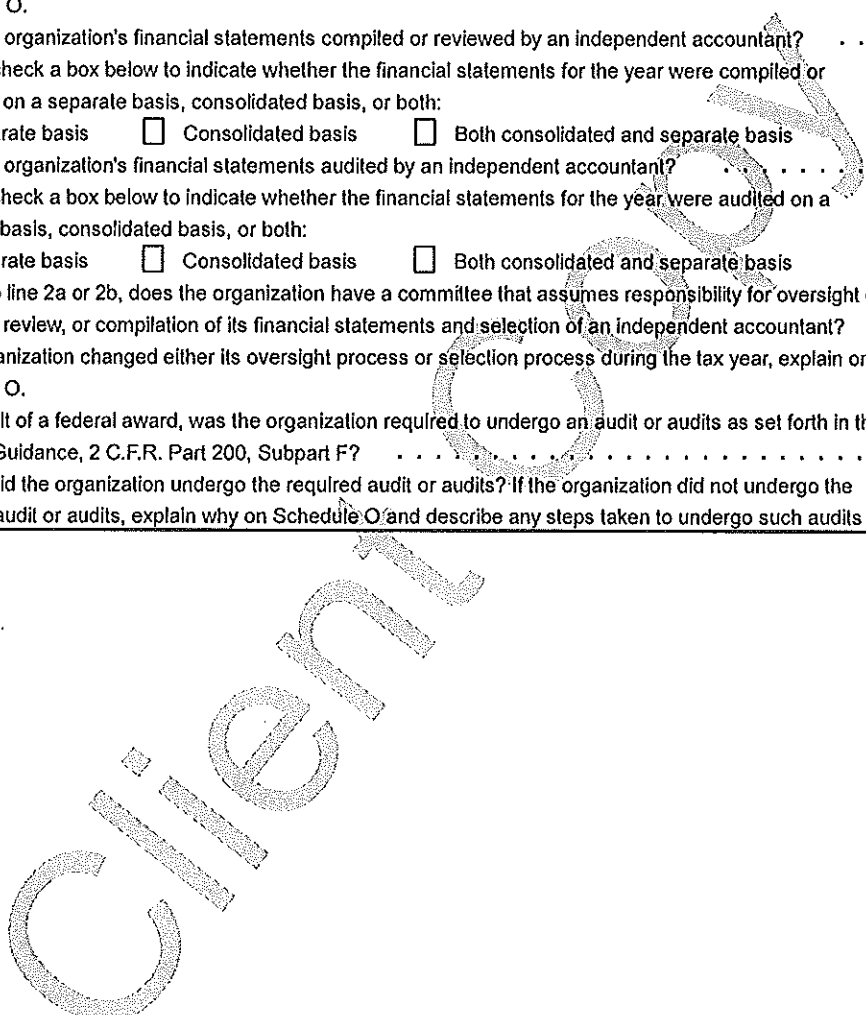 O.
organization's financial statements compiled or reviewed by an independent accountant? . .
heck a box below to indicate whether the financial statements for the year were compiled or
on a separate basis, consolidated basis, or both:
rate basis ☐ Consolidated basis ☐ Both consolidated and separate basis
organization's financial statements audited by an independent accountant? . . . . . . . .
heck a box below to indicate whether the financial statements for the year were audited on a
basis, consolidated basis, or both:
rate basis ☐ Consolidated basis ☐ Both consolidated and separate basis
line 2a or 2b, does the organization have a committee that assumes responsibility for oversight
review, or compilation of its financial statements and selection of an independent accountant?
anization changed either its oversight process or selection process during the tax year, explain on
O.
lt of a federal award, was the organization required to undergo an audit or audits as set forth in th
Guidance, 2 C.F.R. Part 200, Subpart F? . . . . . . . . . . . . . . . . . . . . . . .
id the organization undergo the required audit or audits? If the organization did not undergo the
audit or audits, explain why on Schedule O and describe any steps taken to undergo such audits
Client Copy